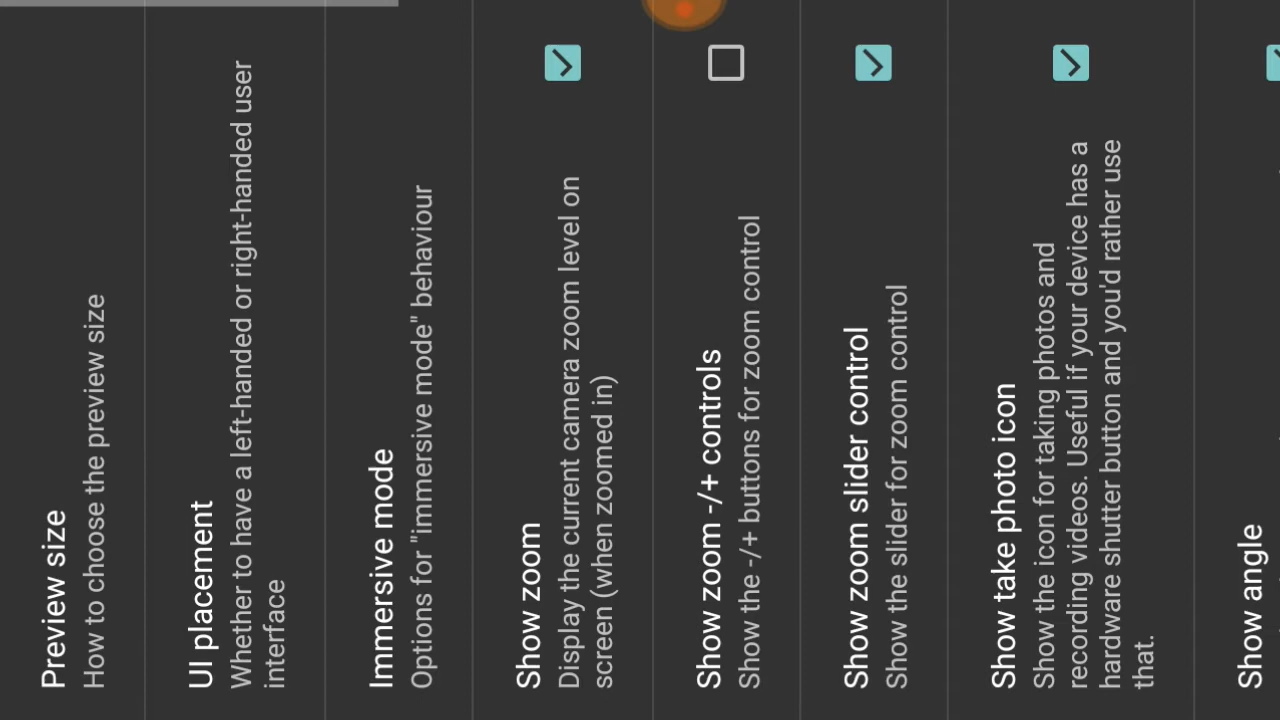 Preview size
How to choose the preview size
UI placement
Whether to have a left-handed or right-handed user
interface
Immersive mode
Options for "immersive mode" behaviour
Show zoom
Display the current camera zoom level on
screen (when zoomed in)
Show zoom -/+ controls
Show the -/+ buttons for zoom control
Show zoom slider control
Show the slider for zoom control
Show take photo icon
Show the icon for taking photos and
recording videos. Useful if your device has a
hardware shutter button and you'd rather use
that.
Show angle